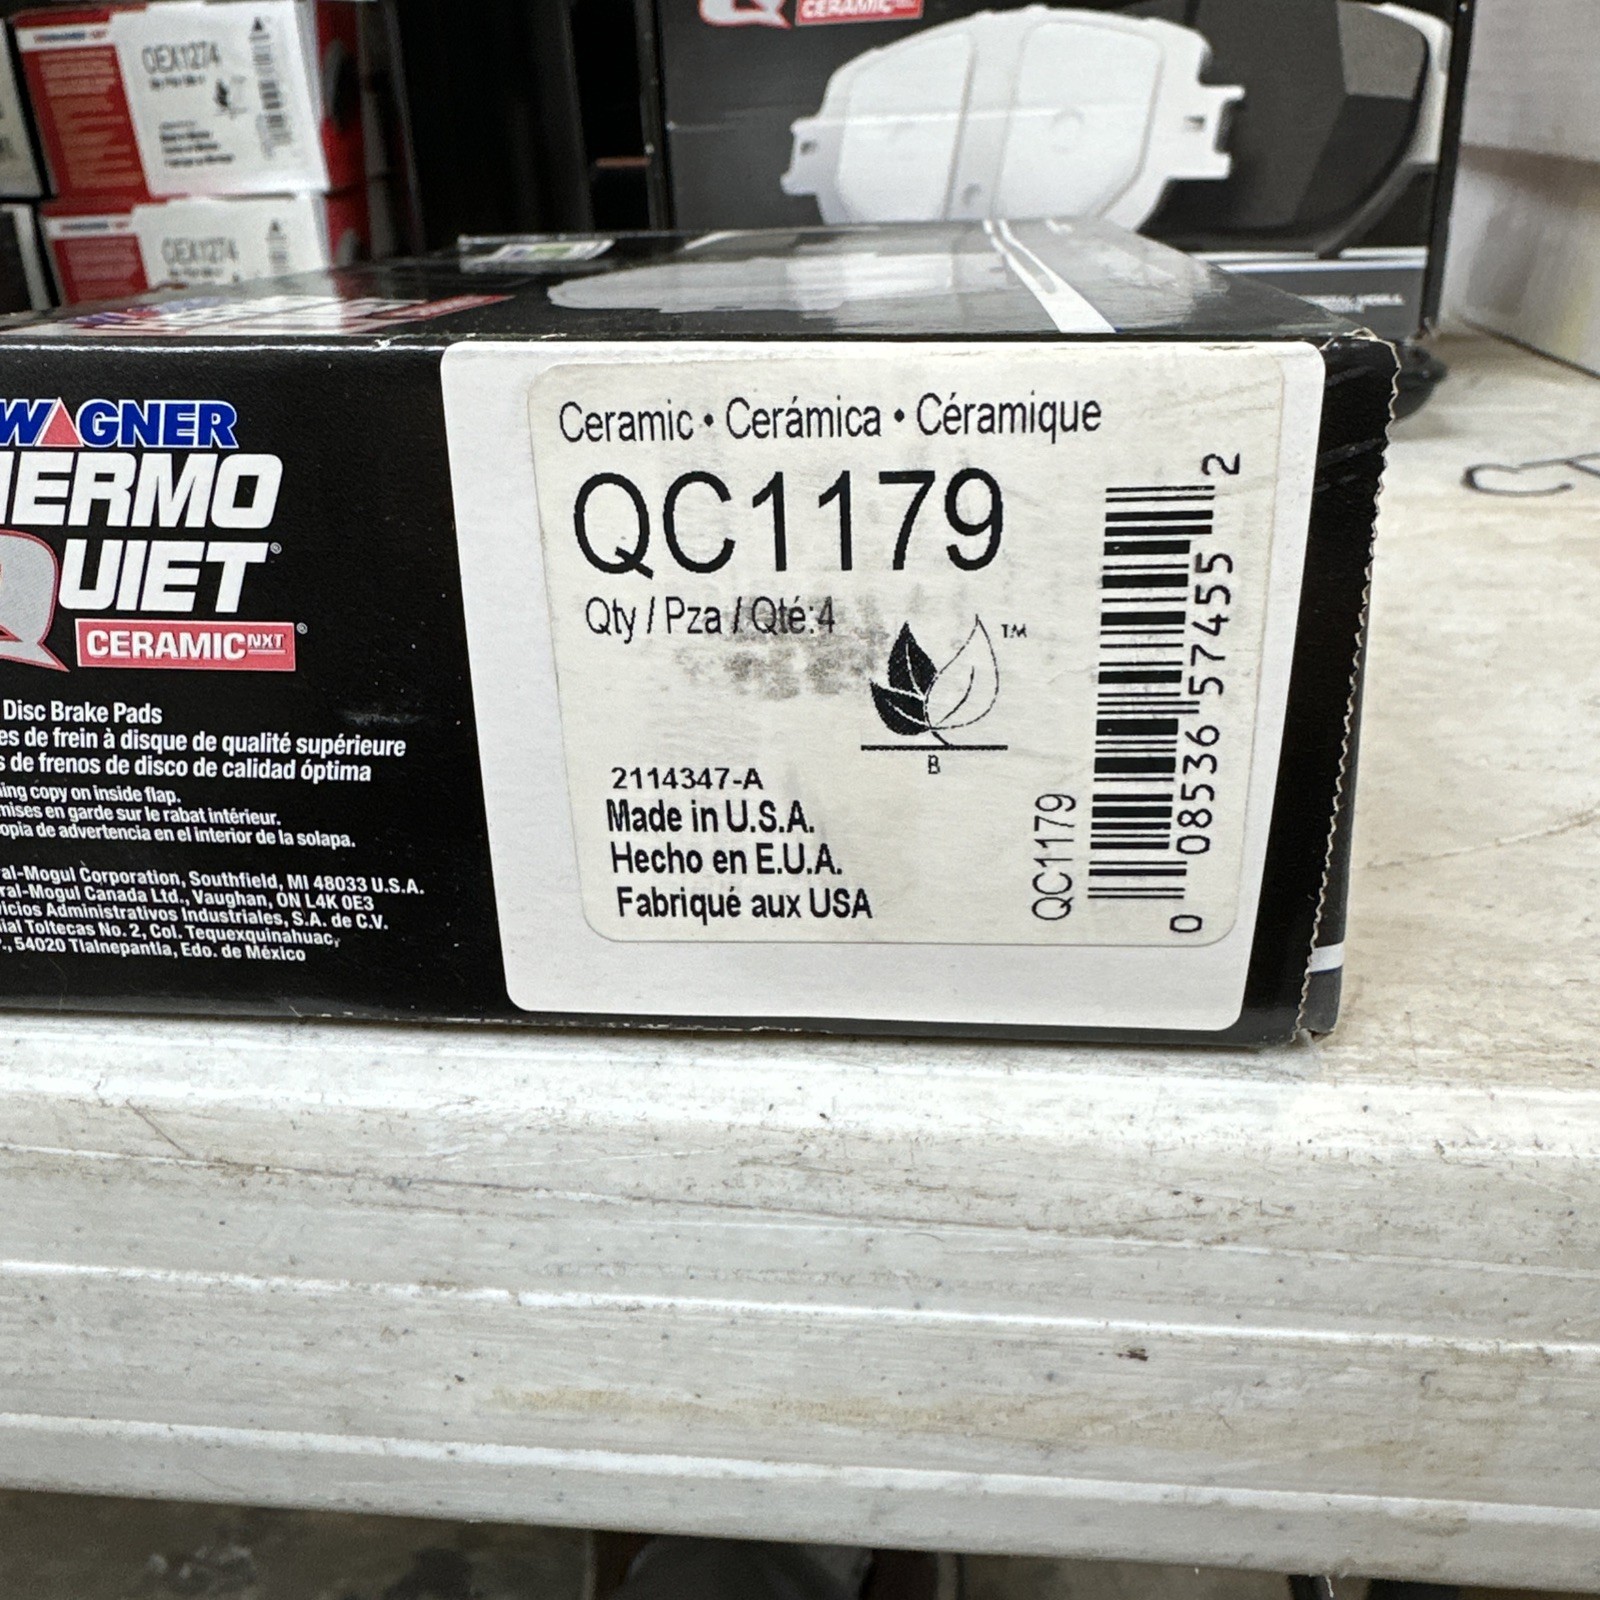 OEX1274
OEX1274
CERAMIC
WAGNER
HERMO
QUIET®
CERAMIC NXT®
Disc Brake Pads
es de frein à disque de qualité supérieure
s de frenos de disco de calidad óptima
ing copy on inside flap.
mises en garde sur le rabat intérieur.
opia de advertencia en el interior de la solapa.
al-Mogul Corporation, Southfield, MI 48033 U.S.A.
ral-Mogul Canada Ltd., Vaughan, ON L4K 0E3
icios Administrativos Industriales, S.A. de C.V.
ial Toltecas No. 2, Col. Tequexquinahuac,
., 54020 Tlalnepantla, Edo. de México
Ceramic • Cerámica • Céramique
QC1179
Qty / Pza / Qté:4
TM
B
2114347-A
Made in U.S.A.
Hecho en E.U.A.
Fabriqué aux USA
QC1179
0 08536 57455 2